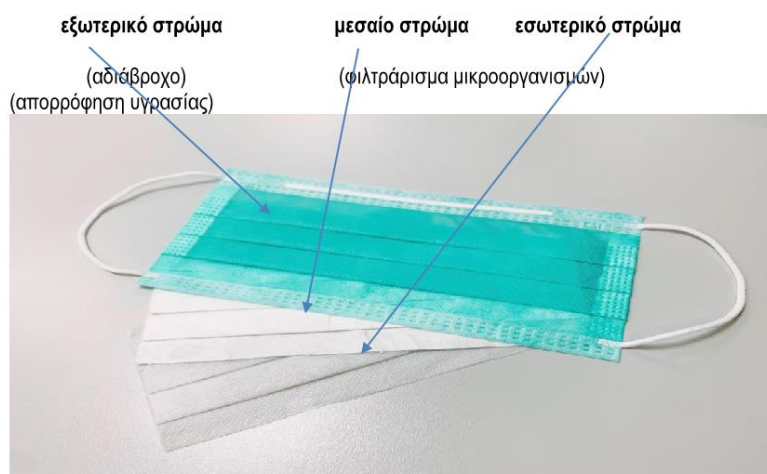 εξωτερικό στρώμα μεσαίο στρώμα εσωτερικό στρώμα
(αδιάβροχο) (φιλτράρισμα μικροοργανισμών)
(απορρόφηση υγρασίας)